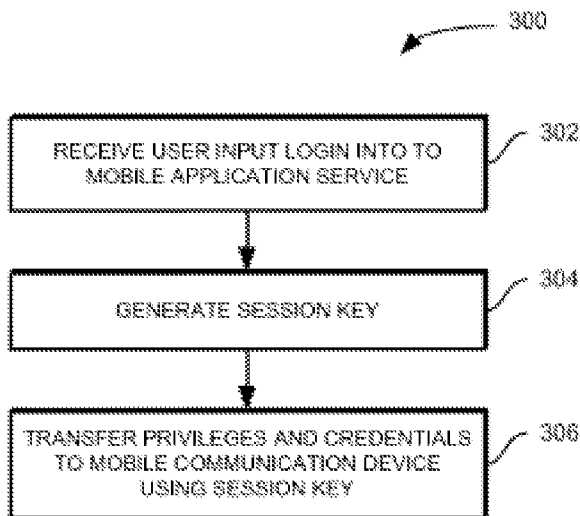 300
RECEIVE USER INPUT LOGIN INTO TO
MOBILE APPLICATION SERVICE
302
GENERATE SESSION KEY
304
TRANSFER PRIVILEGES AND CREDENTIALS
TO MOBILE COMMUNICATION DEVICE
USING SESSION KEY
306